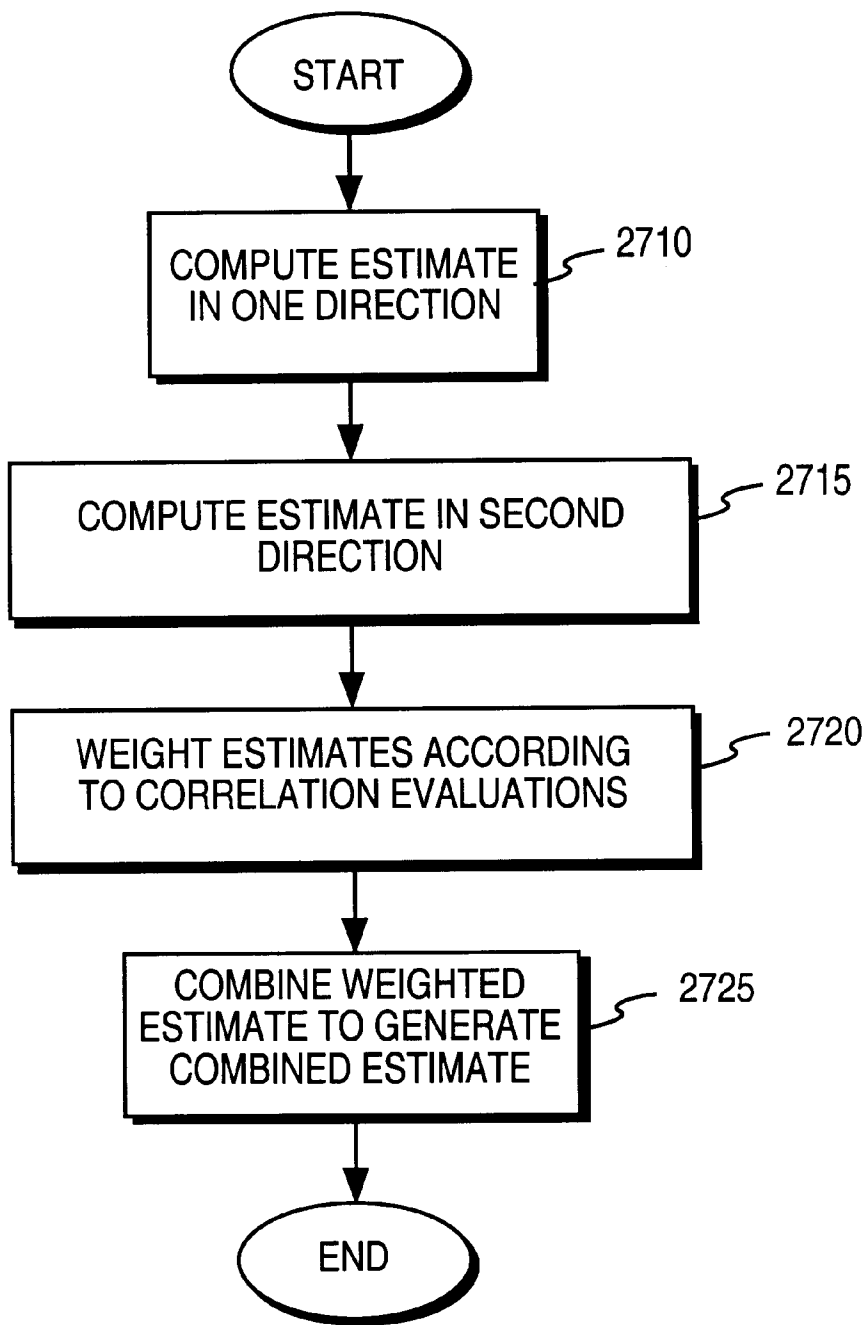 START
COMPUTE ESTIMATE
IN ONE DIRECTION
2710
COMPUTE ESTIMATE IN SECOND
DIRECTION
2715
WEIGHT ESTIMATES ACCORDING
TO CORRELATION EVALUATIONS
2720
COMBINE WEIGHTED
ESTIMATE TO GENERATE
COMBINED ESTIMATE
2725
END